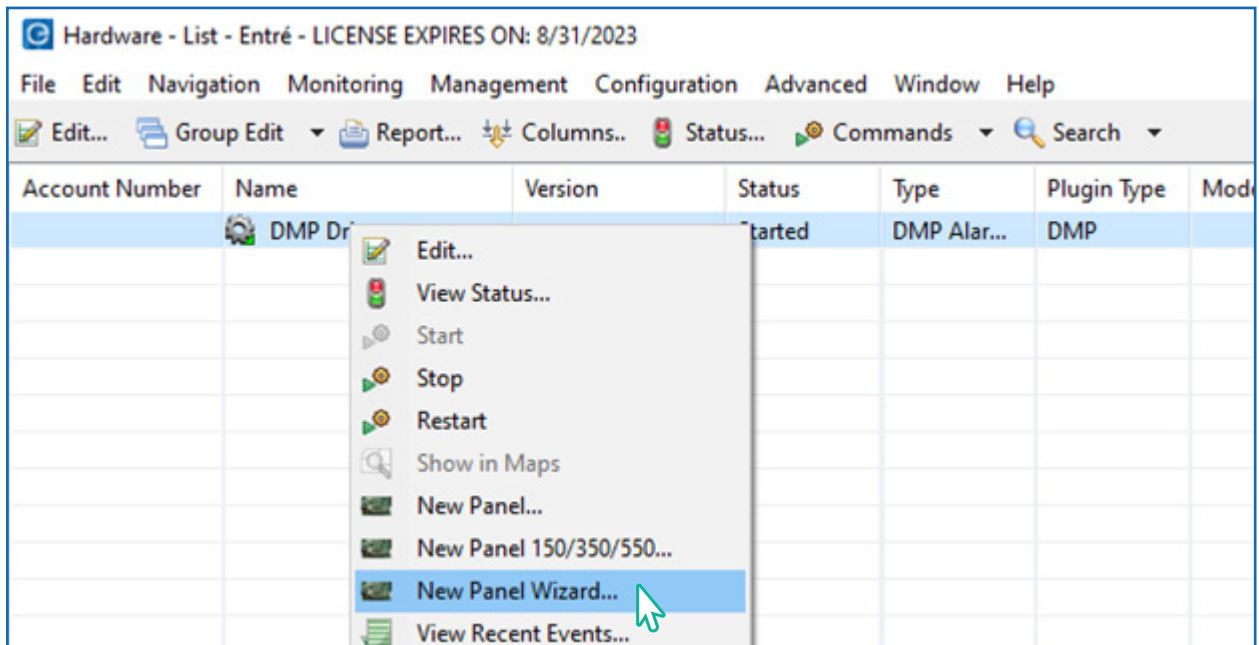 Hardware - List - Entré - LICENSE EXPIRES ON: 8/31/2023
File Edit Navigation Monitoring Management Configuration Advanced Window Help
Edit... Group Edit Report... Columns.. Status... Commands Search
Account Number Name Version Status Type Plugin Type
DMP Started DMP Alar... DMP
Edit...
View Status...
Start
Stop
Restart
Show in Maps
New Panel...
New Panel 150/350/550...
New Panel Wizard...
View Recent Events...